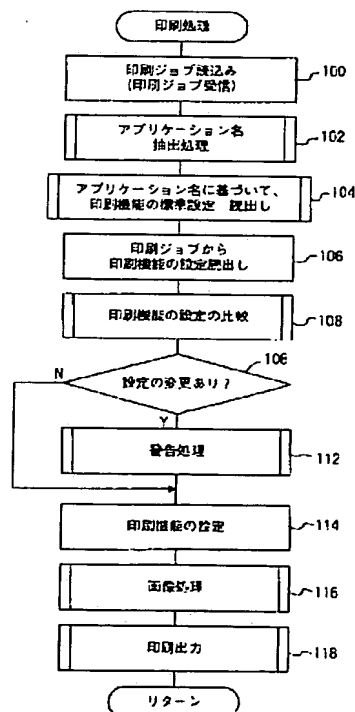 印刷処理
印刷ジョブ読込み
(印刷ジョブ受信)
100
アプリケーション名
抽出処理
102
アプリケーション名に基づいて、
印刷機能の標準設定 読出し
104
印刷ジョブから
印刷機能の設定読出し
106
印刷機能の設定の比較
108
106
設定の変更あり?
N
Y
警告処理
112
印刷機能の設定
114
画像処理
116
印刷出力
118
リターン